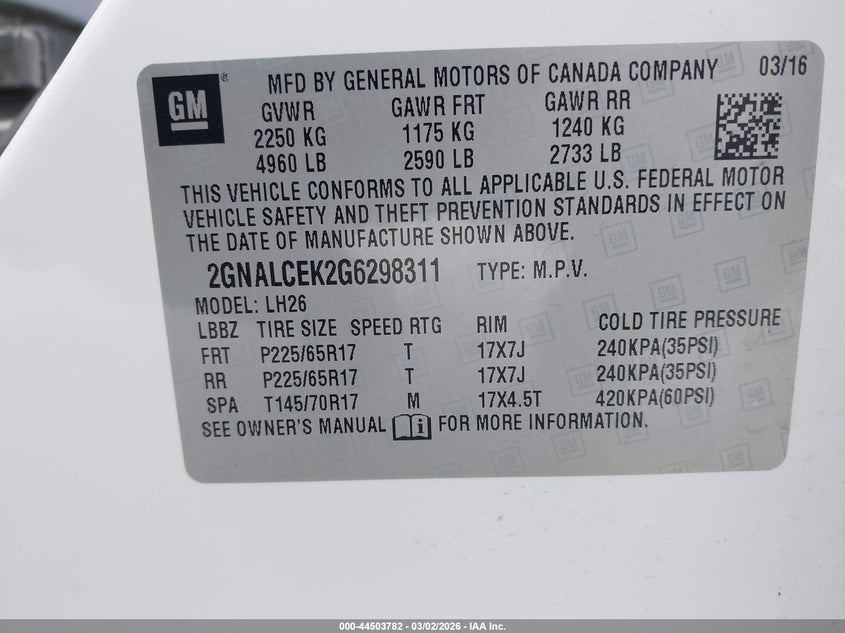 GM ® MFD BY GENERAL MOTORS OF CANADA COMPANY 03/16
GVWR GAWR FRT GAWR RR
2250 KG 1175 KG 1240 KG
4960 LB 2590 LB 2733 LB
THIS VEHICLE CONFORMS TO ALL APPLICABLE U.S. FEDERAL MOTOR
VEHICLE SAFETY AND THEFT PREVENTION STANDARDS IN EFFECT ON
THE DATE OF MANUFACTURE SHOWN ABOVE.
2GNALCEK2G6298311 TYPE: M.P.V.
MODEL: LH26
LBBZ TIRE SIZE SPEED RTG RIM COLD TIRE PRESSURE
FRT P225/65R17 T 17X7J 240KPA(35PSI)
RR P225/65R17 T 17X7J 240KPA(35PSI)
SPA T145/70R17 M 17X4.5T 420KPA(60PSI)
SEE OWNER'S MANUAL i FOR MORE INFORMATION.
000-44503782 - 03/02/2026 - IAA Inc.